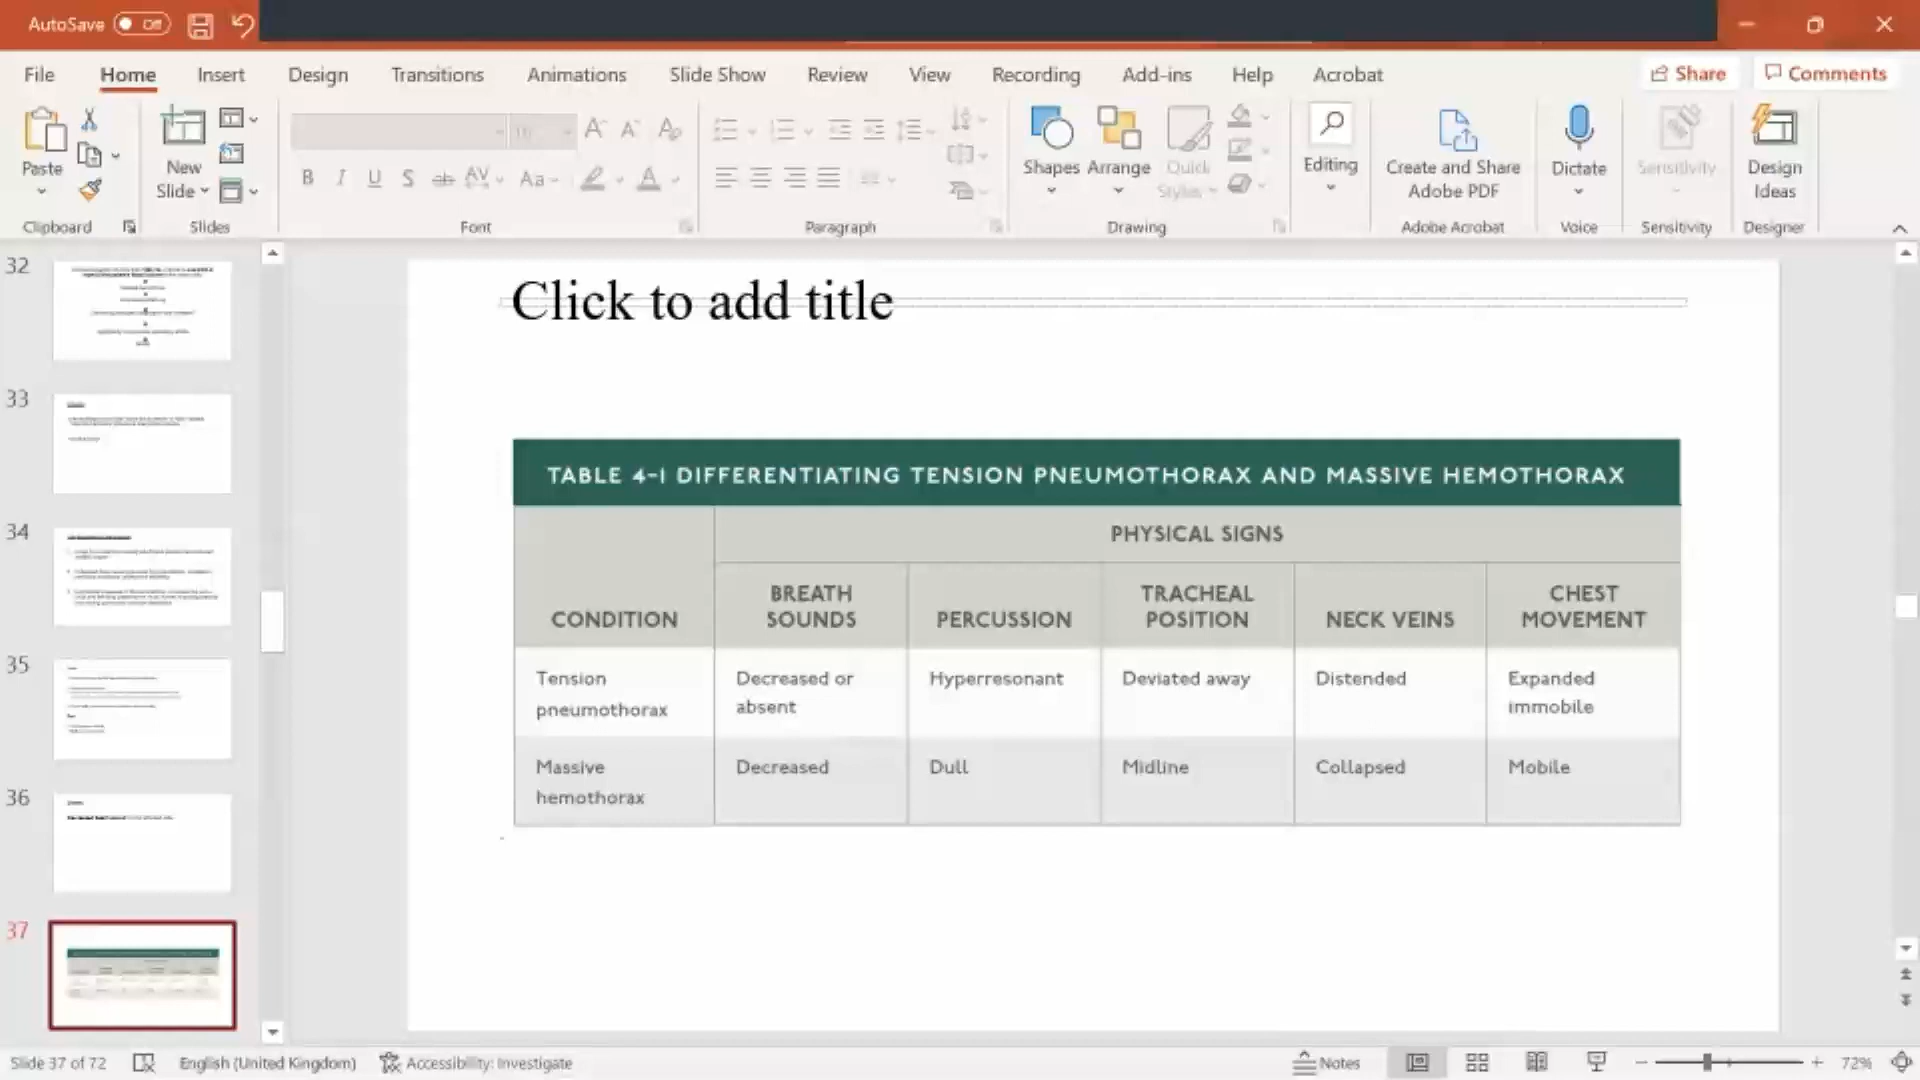 AutoSave Off
File Home Insert Design Transitions Animations Slide Show Review View Recording Add-ins Help Acrobat Share Comments
Paste
New
Slide
B I U S ab AV Aa A
Shapes Arrange Quick
Styles
Editing
Create and Share
Adobe PDF
Dictate
Sensitivity
Design
Ideas
Clipboard Slides Font Paragraph Drawing Adobe Acrobat Voice Sensitivity Designer
32
33
34
35
36
37
Click to add title
TABLE 4-1 DIFFERENTIATING TENSION PNEUMOTHORAX AND MASSIVE HEMOTHORAX
PHYSICAL SIGNS
CONDITION BREATH SOUNDS PERCUSSION TRACHEAL POSITION NECK VEINS CHEST MOVEMENT
Tension pneumothorax Decreased or absent Hyperresonant Deviated away Distended Expanded immobile
Massive hemothorax Decreased Dull Midline Collapsed Mobile
Slide 37 of 72 English (United Kingdom) Accessibility: Investigate Notes 72%